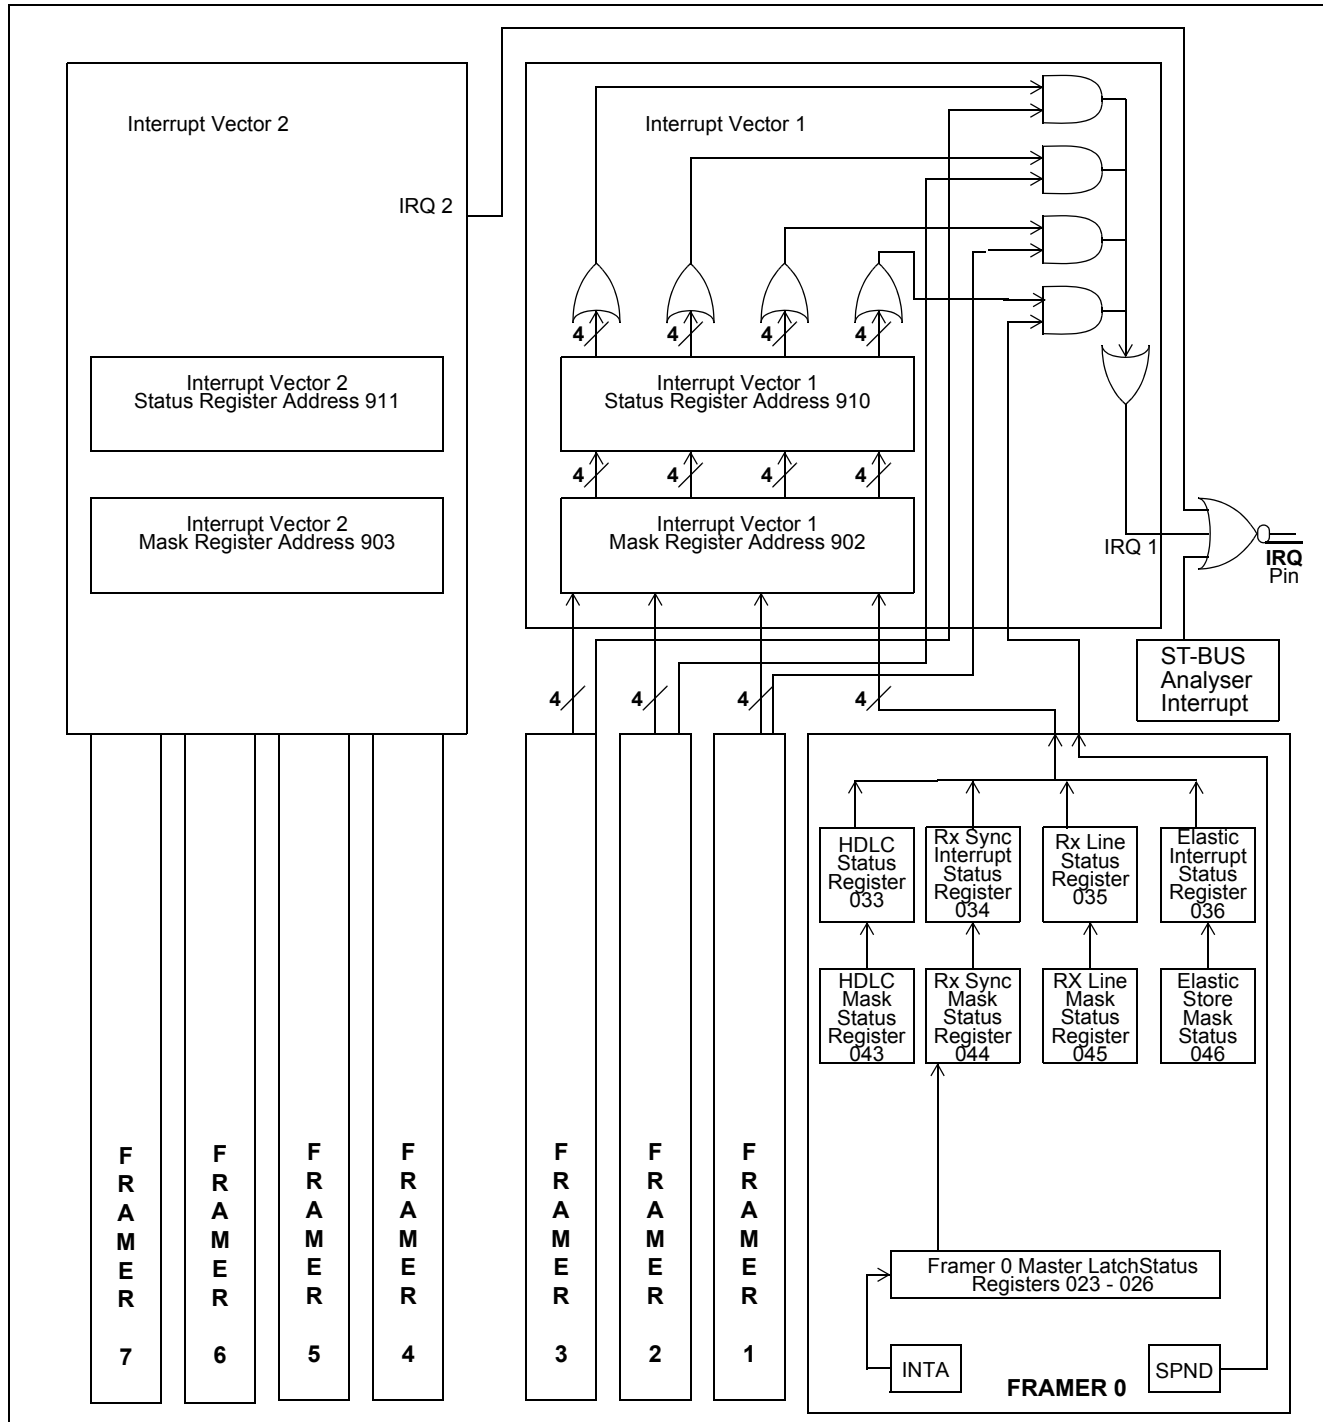 Interrupt Vector 2
Interrupt Vector 1
IRQ 2
4
4
4
4
Interrupt Vector 2
Status Register Address 911
Interrupt Vector 1
Status Register Address 910
4
4
4
4
Interrupt Vector 2
Mask Register Address 903
Interrupt Vector 1
Mask Register Address 902
IRQ 1
IRQ
Pin
ST-BUS
Analyser
Interrupt
4
4
4
4
HDLC
Status
Register
033
Rx Sync
Interrupt
Status
Register
034
Rx Line
Status
Register
035
Elastic
Interrupt
Status
Register
036
HDLC
Mask
Status
Register
043
Rx Sync
Mask
Status
Register
044
RX Line
Mask
Status
Register
045
Elastic
Store
Mask
Status
046
FRAMER 7
FRAMER 6
FRAMER 5
FRAMER 4
FRAMER 3
FRAMER 2
FRAMER 1
Framer 0 Master LatchStatus
Registers 023 - 026
INTA
SPND
FRAMER 0